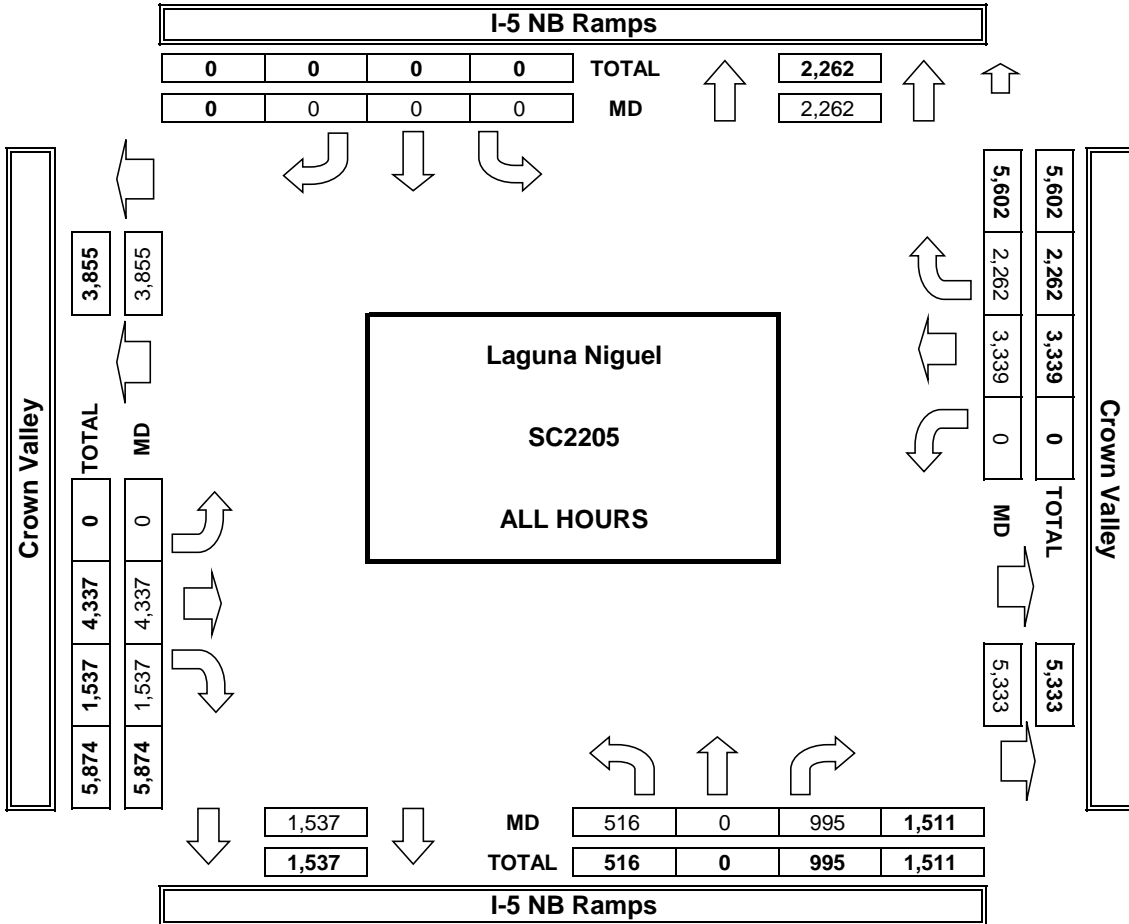 I-5 NB Ramps
0 0 0 0 TOTAL 2,262
0 0 0 0 MD 2,262
Crown Valley
3,855 3,855
TOTAL MD
0 0
4,337 4,337
1,537 1,537
5,874 5,874
Laguna Niguel
SC2205
ALL HOURS
5,602 5,602
2,262 2,262
3,339 3,339
0 0
MD TOTAL
5,333 5,333
Crown Valley
1,537 MD 516 0 995 1,511
1,537 TOTAL 516 0 995 1,511
I-5 NB Ramps